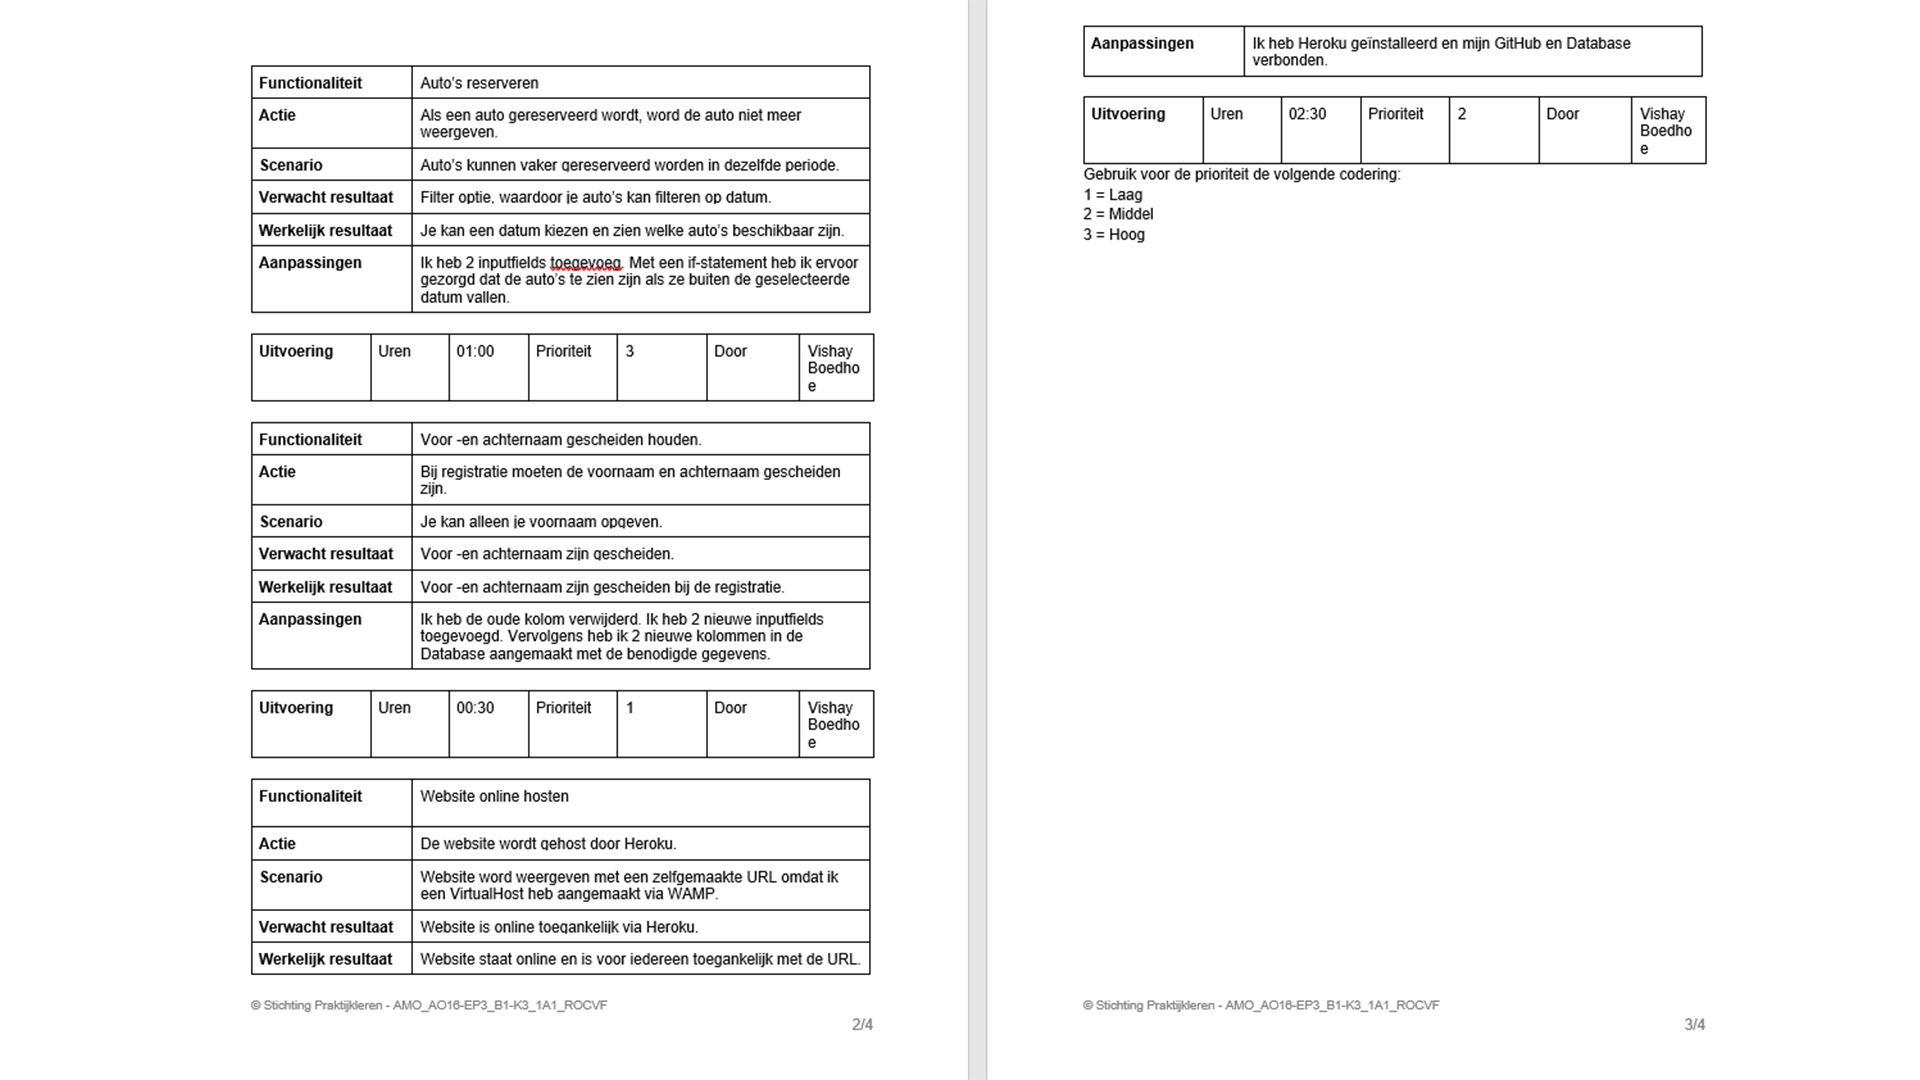 Functionaliteit Auto's reserveren
Actie Als een auto gereserveerd wordt, word de auto niet meer
weergeven.
Scenario Auto's kunnen vaker gereserveerd worden in dezelfde periode.
Verwacht resultaat Filter optie, waardoor je auto's kan filteren op datum.
Werkelijk resultaat Je kan een datum kiezen en zien welke auto's beschikbaar zijn.
Aanpassingen Ik heb 2 inputfields toegevoeg. Met een if-statement heb ik ervoor
gezorgd dat de auto's te zien zijn als ze buiten de geselecteerde
datum vallen.
Uitvoering Uren 01:00 Prioriteit 3 Door Vishay
Boedho
e
Functionaliteit Voor -en achternaam gescheiden houden.
Actie Bij registratie moeten de voornaam en achternaam gescheiden
zijn.
Scenario Je kan alleen je voornaam opgeven.
Verwacht resultaat Voor -en achternaam zijn gescheiden.
Werkelijk resultaat Voor -en achternaam zijn gescheiden bij de registratie.
Aanpassingen Ik heb de oude kolom verwijderd. Ik heb 2 nieuwe inputfields
toegevoegd. Vervolgens heb ik 2 nieuwe kolommen in de
Database aangemaakt met de benodigde gegevens.
Uitvoering Uren 00:30 Prioriteit 1 Door Vishay
Boedho
e
Functionaliteit Website online hosten
Actie De website wordt gehost door Heroku.
Scenario Website word weergeven met een zelfgemaakte URL omdat ik
een VirtualHost heb aangemaakt via WAMP.
Verwacht resultaat Website is online toegankelijk via Heroku.
Werkelijk resultaat Website staat online en is voor iedereen toegankelijk met de URL.
© Stichting Praktijkleren - AMO_AO16-EP3_B1-K3_1A1_ROCVF
2/4
Aanpassingen Ik heb Heroku geïnstalleerd en mijn GitHub en Database
verbonden.
Uitvoering Uren 02:30 Prioriteit 2 Door Vishay
Boedho
e
Gebruik voor de prioriteit de volgende codering:
1 = Laag
2 = Middel
3 = Hoog
© Stichting Praktijkleren - AMO_AO16-EP3_B1-K3_1A1_ROCVF
3/4